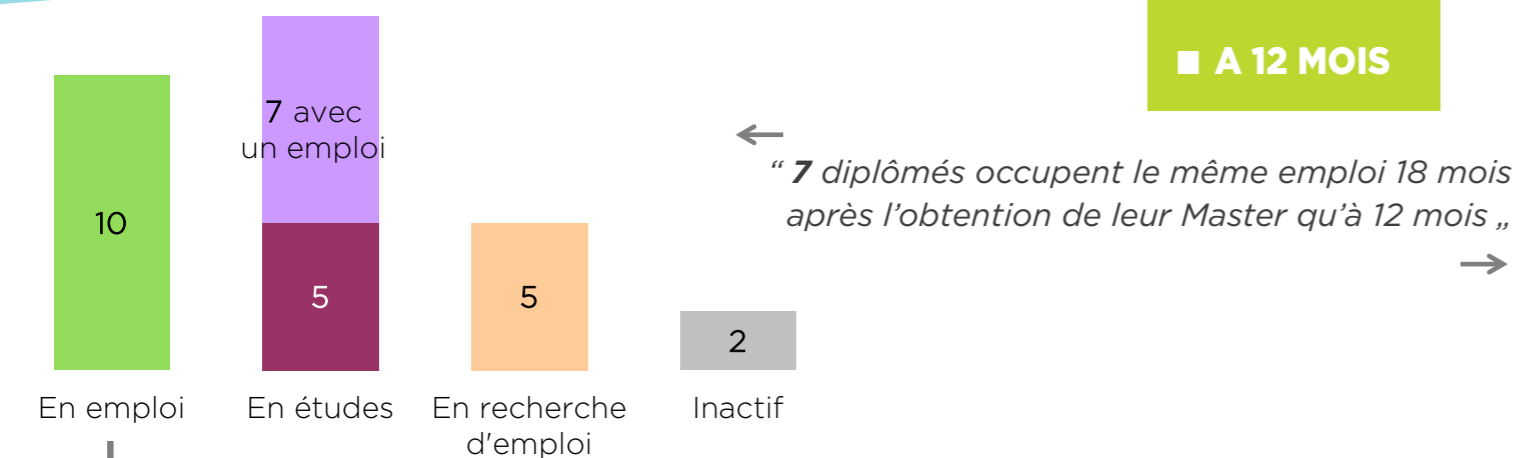 ■ A 12 MOIS
7 avec
un emploi
10
5
5
2
“ 7 diplômés occupent le même emploi 18 mois
après l’obtention de leur Master qu’à 12 mois „
En emploi
En études
En recherche
d'emploi
Inactif